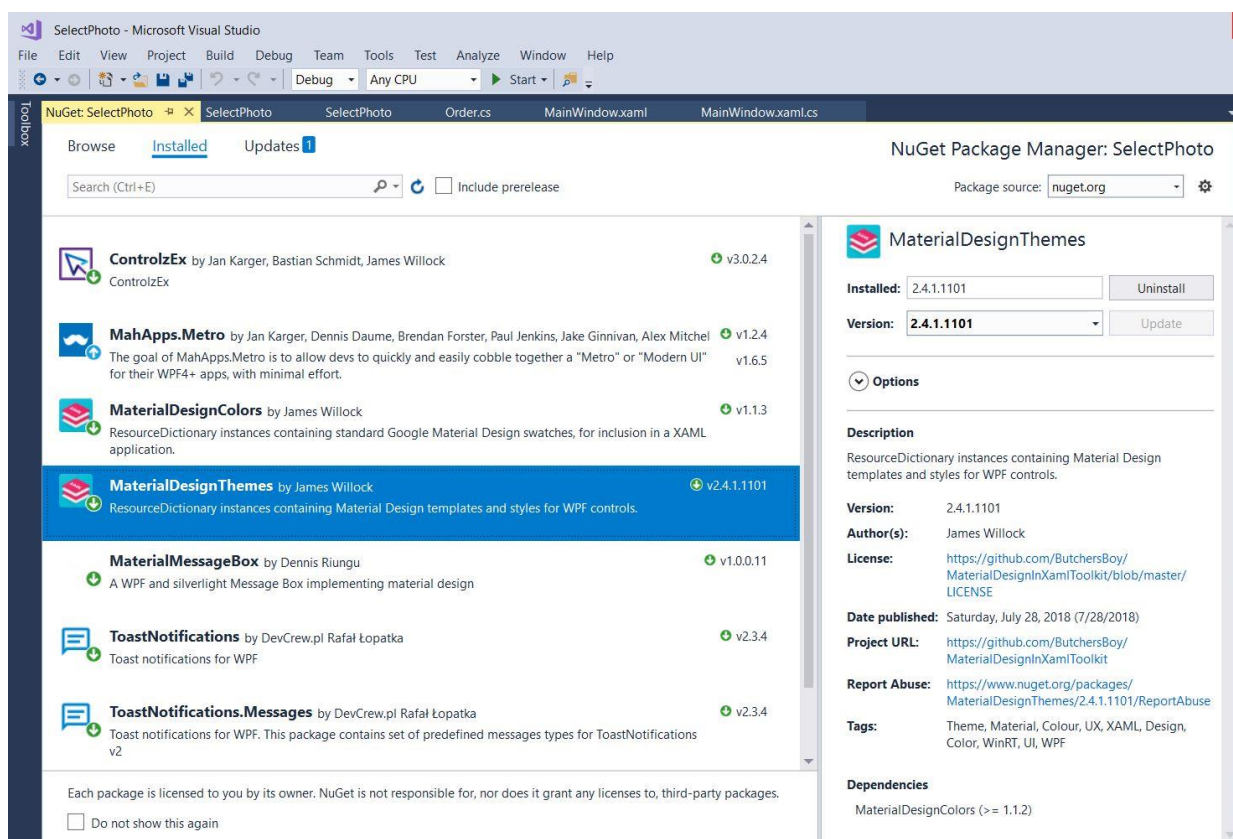 SelectPhoto - Microsoft Visual Studio
File Edit View Project Build Debug Team Tools Test Analyze Window Help
Debug Any CPU Start
Toolbox
NuGet: SelectPhoto SelectPhoto SelectPhoto Order.cs MainWindow.xaml MainWindow.xaml.cs
Browse Installed Updates 1
NuGet Package Manager: SelectPhoto
Search (Ctrl+E) Include prerelease
Package source: nuget.org
ControlzEx by Jan Karger, Bastian Schmidt, James Willock v3.0.2.4
ControlzEx
MahApps.Metro by Jan Karger, Dennis Daume, Brendan Forster, Paul Jenkins, Jake Ginnivan, Alex Mitchel v1.2.4
The goal of MahApps.Metro is to allow devs to quickly and easily cobble together a "Metro" or "Modern UI" v1.6.5
for their WPF4+ apps, with minimal effort.
MaterialDesignColors by James Willock v1.1.3
ResourceDictionary instances containing standard Google Material Design swatches, for inclusion in a XAML
application.
MaterialDesignThemes by James Willock v2.4.1.1101
ResourceDictionary instances containing Material Design templates and styles for WPF controls.
MaterialMessageBox by Dennis Riungu v1.0.0.11
A WPF and silverlight Message Box implementing material design
ToastNotifications by DevCrew.pl Rafał Łopatka v2.3.4
Toast notifications for WPF
ToastNotifications.Messages by DevCrew.pl Rafał Łopatka v2.3.4
Toast notifications for WPF. This package contains set of predefined messages types for ToastNotifications
v2
Each package is licensed to you by its owner. NuGet is not responsible for, nor does it grant any licenses to, third-party packages.
Do not show this again
MaterialDesignThemes
Installed: 2.4.1.1101 Uninstall
Version: 2.4.1.1101 Update
Options
Description
ResourceDictionary instances containing Material Design
templates and styles for WPF controls.
Version: 2.4.1.1101
Author(s): James Willock
License: https://github.com/ButchersBoy/
MaterialDesignInXamlToolkit/blob/master/
LICENSE
Date published: Saturday, July 28, 2018 (7/28/2018)
Project URL: https://github.com/ButchersBoy/
MaterialDesignInXamlToolkit
Report Abuse: https://www.nuget.org/packages/
MaterialDesignThemes/2.4.1.1101/ReportAbuse
Tags: Theme, Material, Colour, UX, XAML, Design,
Color, WinRT, UI, WPF
Dependencies
MaterialDesignColors (>= 1.1.2)